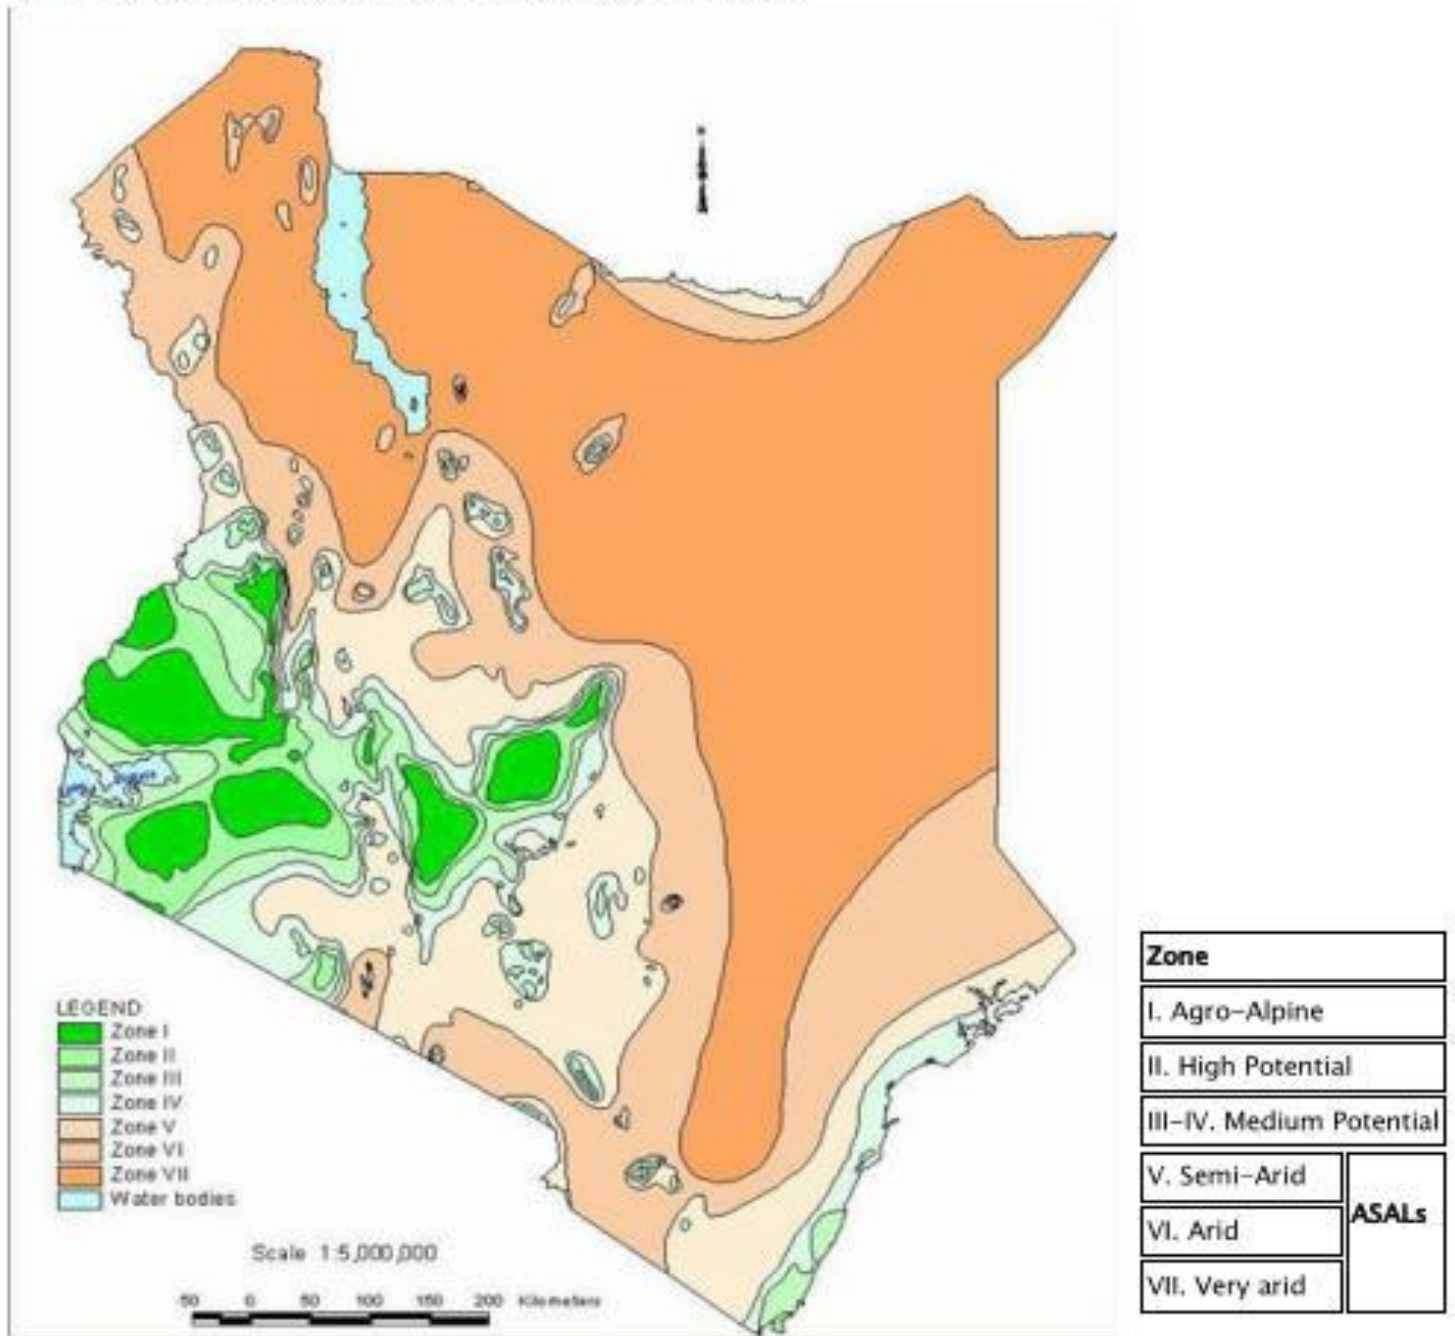 LEGEND
Zone I
Zone II
Zone III
Zone IV
Zone V
Zone VI
Zone VII
Water bodies
Scale 1:5,000,000
50 0 50 100 150 200 Kilometers
Zone
I. Agro-Alpine
II. High Potential
III-IV. Medium Potential
V. Semi-Arid
VI. Arid
VII. Very arid
ASALs